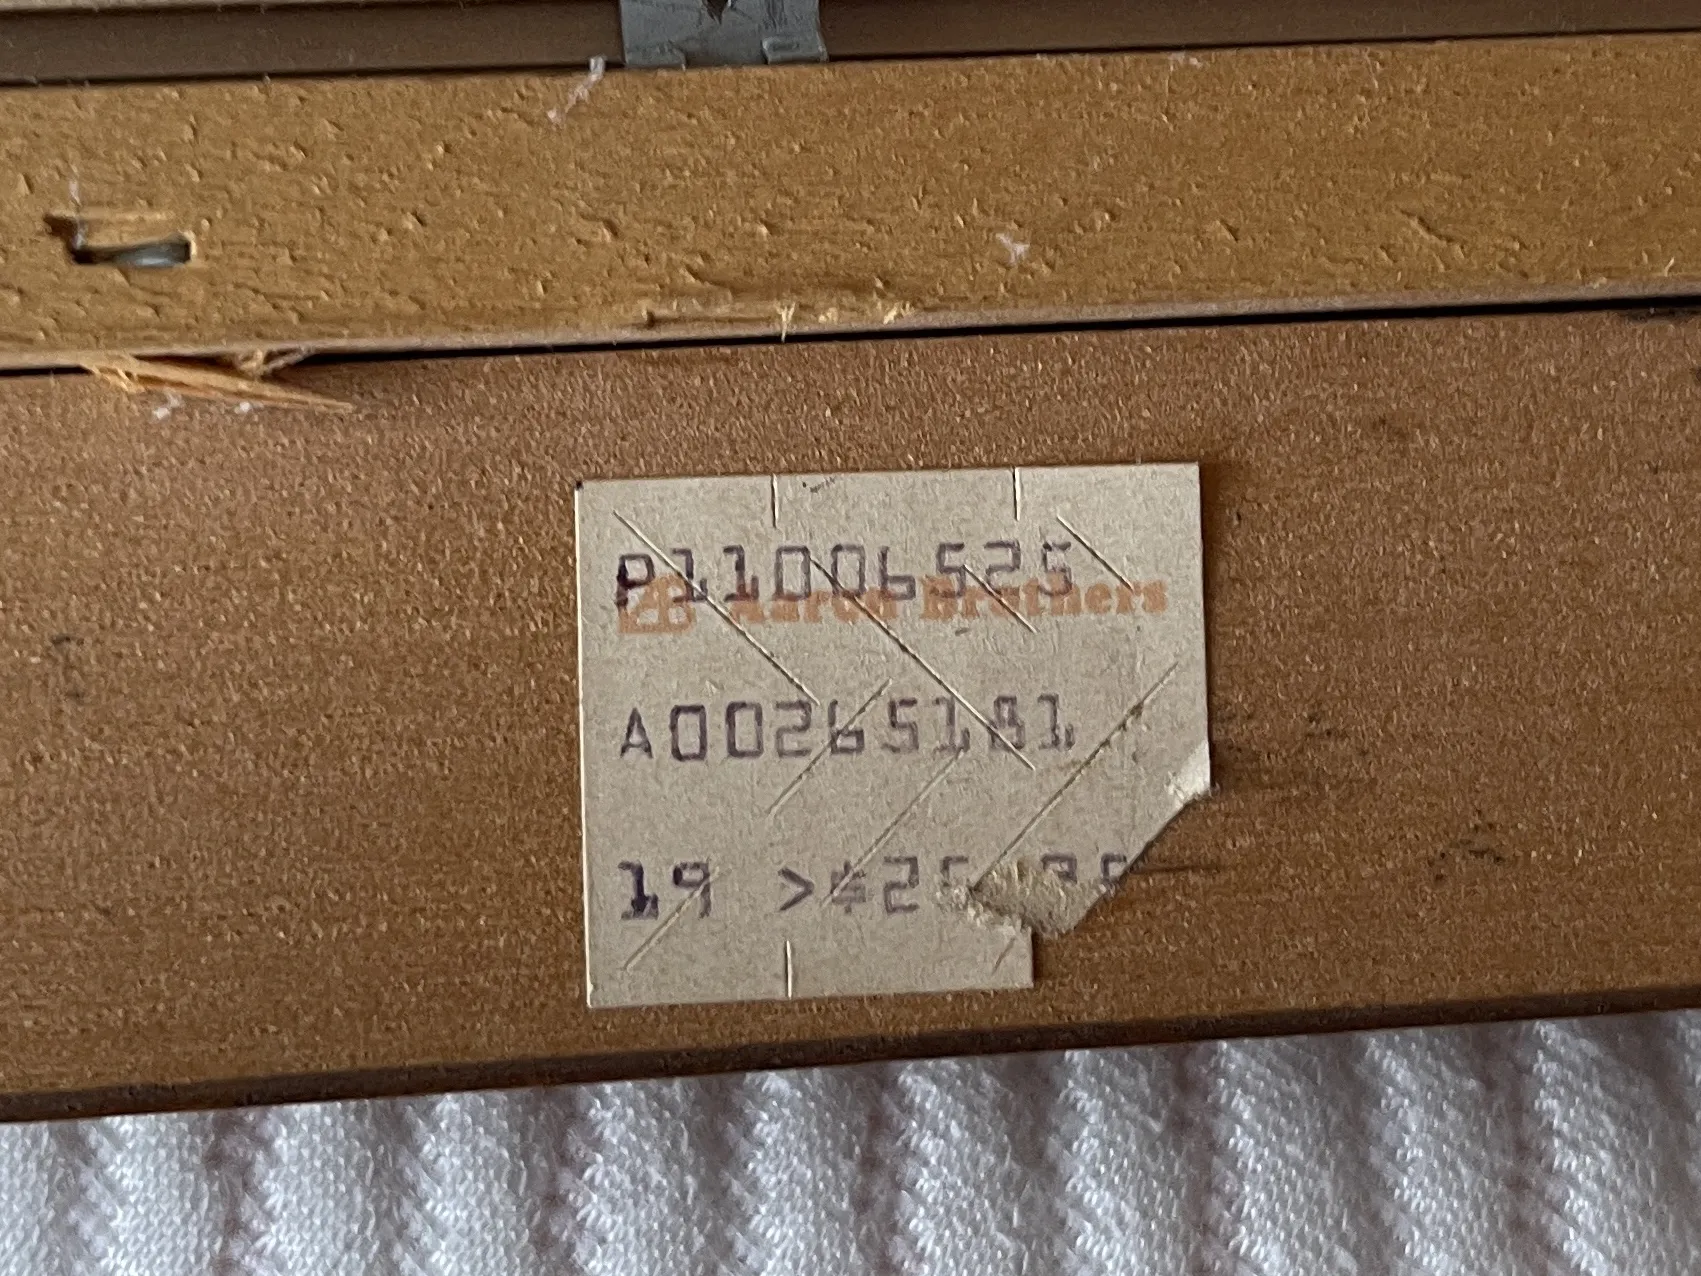 P11006525
Aaron Brothers
A00265181
19 >$25